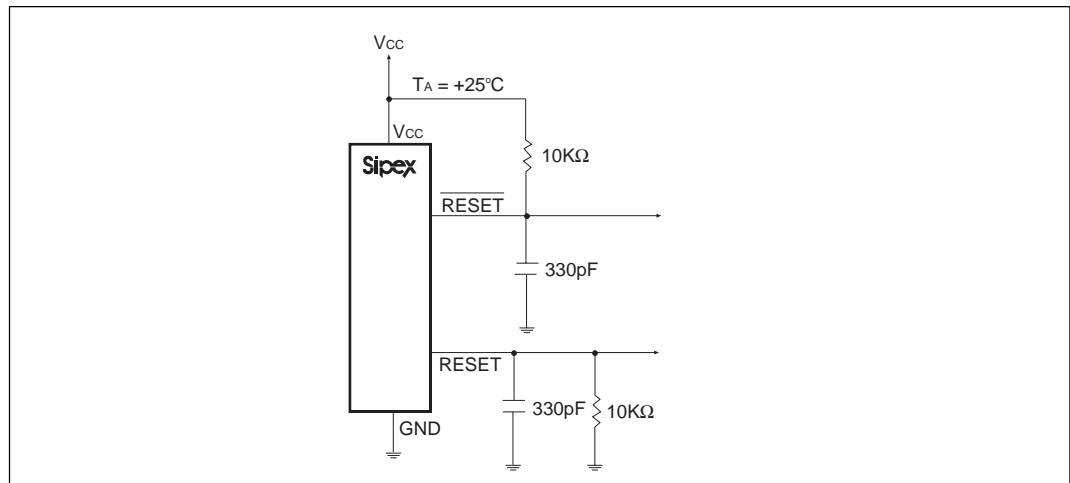 Vcc
TA = +25°C
Vcc
Sipex
10KΩ
RESET
330pF
RESET
330pF
10KΩ
GND